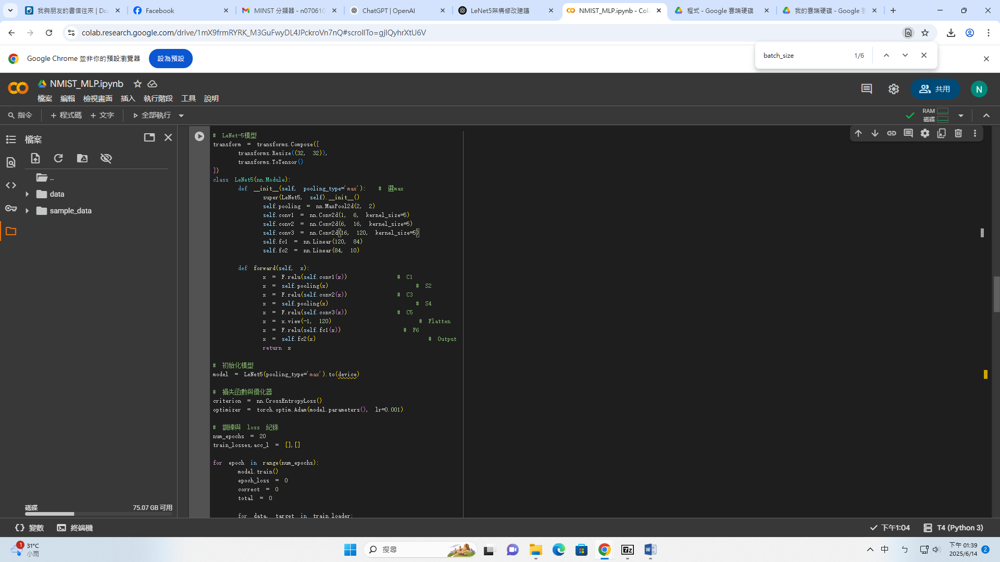 我與朋友的書信往來 | Dca
Facebook
MINST 分類器 - n070610
ChatGPT | OpenAI
LeNet5架構修改建議
NMIST_MLP.ipynb - Cola
程式 - Google 雲端硬碟
我的雲端硬碟 - Google 雲
colab.research.google.com/drive/1mX9frmRYRK_M3GuFwyDL4JPckroVn7nQ#scrollTo=gjlQyhrXtU6V
Google Chrome 並非你的預設瀏覽器 設為預設
batch_size 1/6
NMIST_MLP.ipynb
檔案 編輯 檢視畫面 插入 執行階段 工具 說明
共用
N
指令 + 程式碼 + 文字 全部執行
RAM
磁碟
檔案
..
data
sample_data
# LeNet-5模型
transform = transforms.Compose([
transforms.Resize((32, 32)),
transforms.ToTensor()
])
class LeNet5(nn.Module):
def __init__(self, pooling_type='max'): # 選max
super(LeNet5, self).__init__()
self.pooling = nn.MaxPool2d(2, 2)
self.conv1 = nn.Conv2d(1, 6, kernel_size=5)
self.conv2 = nn.Conv2d(6, 16, kernel_size=5)
self.conv3 = nn.Conv2d(16, 120, kernel_size=5)
self.fc1 = nn.Linear(120, 84)
self.fc2 = nn.Linear(84, 10)
def forward(self, x):
x = F.relu(self.conv1(x)) # C1
x = self.pooling(x) # S2
x = F.relu(self.conv2(x)) # C3
x = self.pooling(x) # S4
x = F.relu(self.conv3(x)) # C5
x = x.view(-1, 120) # Flatten
x = F.relu(self.fc1(x)) # F6
x = self.fc2(x) # Output
return x
# 初始化模型
model = LeNet5(pooling_type='max').to(device)
# 損失函數與優化器
criterion = nn.CrossEntropyLoss()
optimizer = torch.optim.Adam(model.parameters(), lr=0.001)
# 訓練與 loss 紀錄
num_epochs = 20
train_losses,acc_l = [],[]
for epoch in range(num_epochs):
model.train()
epoch_loss = 0
correct = 0
total = 0
for data, target in train_loader:
磁碟 75.07 GB 可用
變數 終端機
下午1:04 T4 (Python 3)
1
31°C
小雨
搜尋
中
ㄣ
下午 01:39
2025/6/14
2